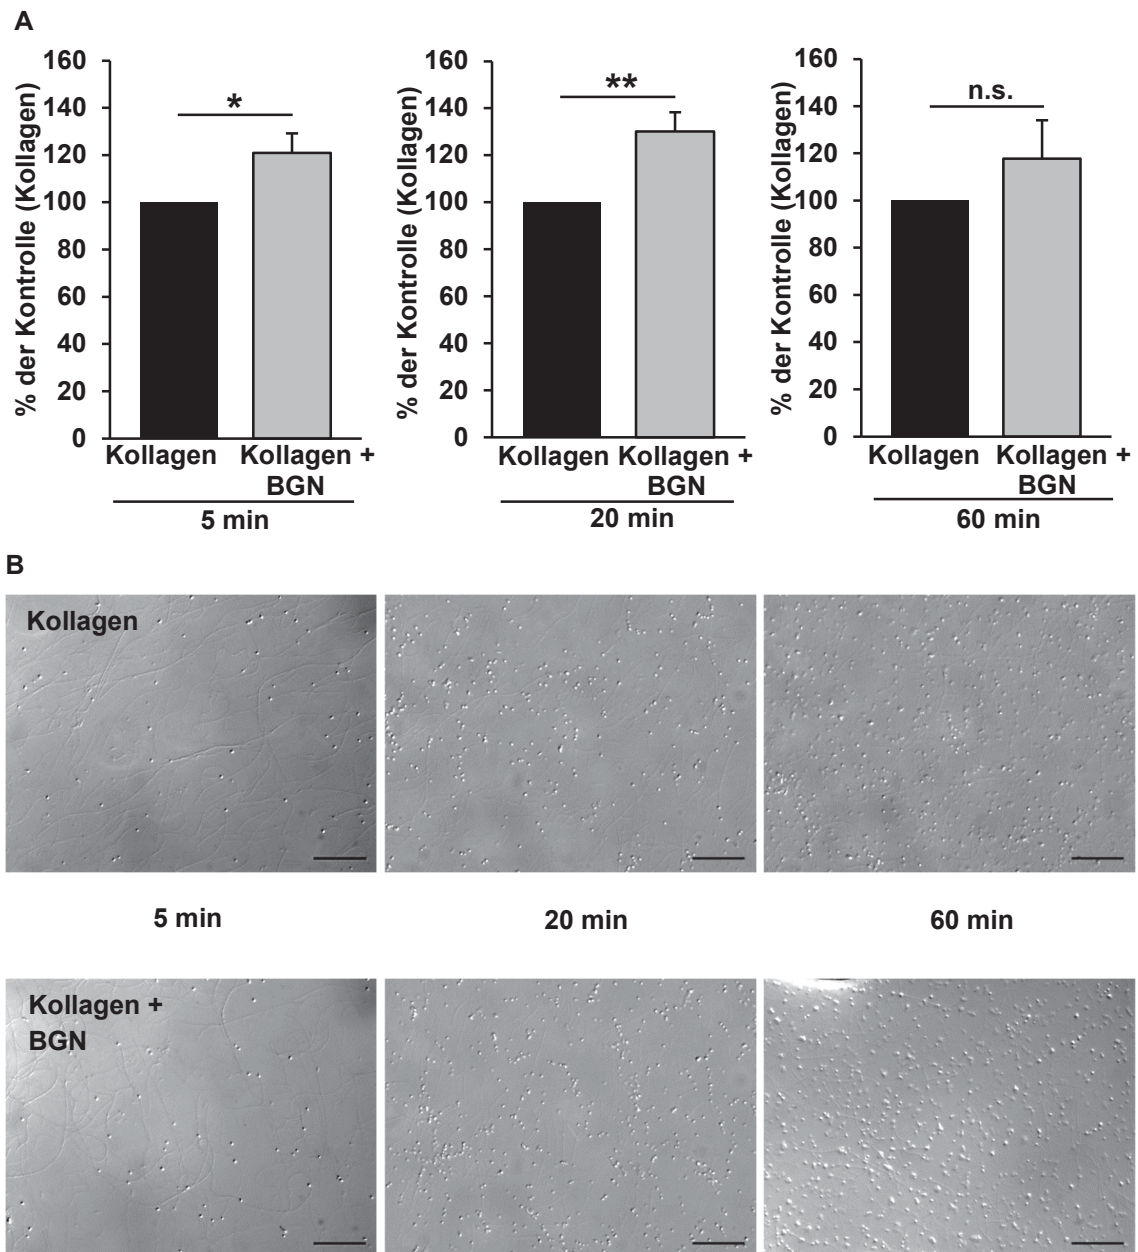 A
% der Kontrolle (Kollagen)
160
140
120
100
80
60
40
20
0
*
Kollagen
Kollagen +
BGN
5 min
% der Kontrolle (Kollagen)
160
140
120
100
80
60
40
20
0
**
Kollagen
Kollagen +
BGN
20 min
% der Kontrolle (Kollagen)
160
140
120
100
80
60
40
20
0
n.s.
Kollagen
Kollagen +
BGN
60 min
B
Kollagen
5 min
20 min
60 min
Kollagen +
BGN